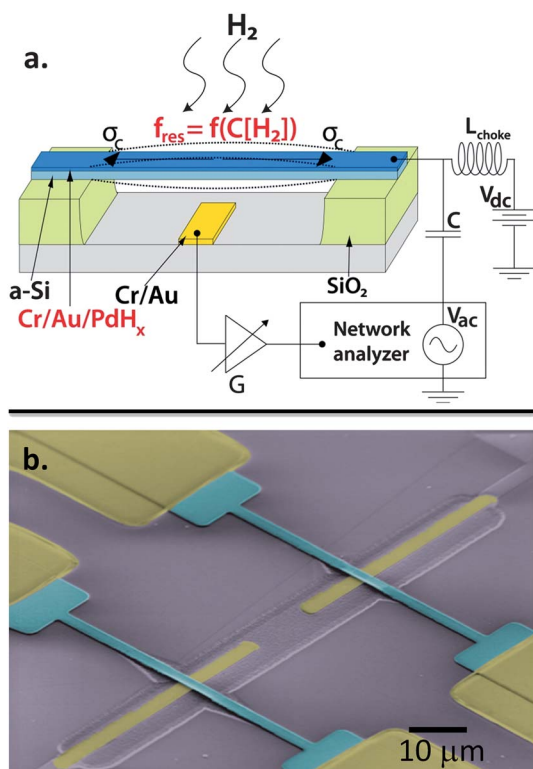 H₂
a.
σc
fres= f(C[H₂])
σc
Lchoke
Vdc
C
a-Si
Cr/Au
SiO₂
Cr/Au/PdHx
Vac
Network
analyzer
G
b.
10 μm